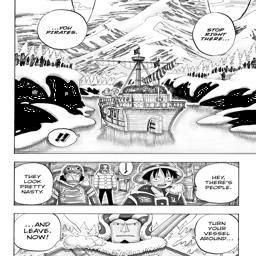 STOP
RIGHT
THERE...
...YOU
PIRATES.
!!
HEY,
THERE'S
PEOPLE.
!
THEY
LOOK
PRETTY
NASTY.
TURN
YOUR
VESSEL
AROUND...
...AND
LEAVE.
NOW!